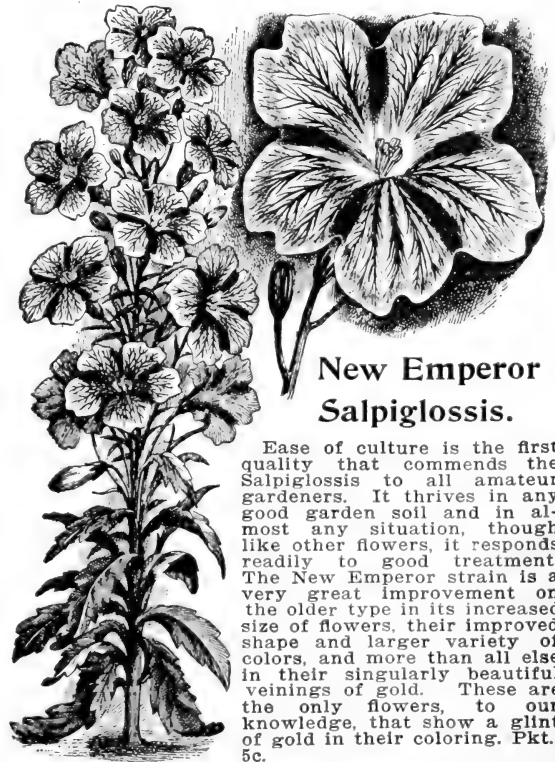 New Emperor
Salpiglossis.
Ease of culture is the first
quality that commends the
Salpiglossis to all amateur
gardeners. It thrives in any
good garden soil and in al-
most any situation, though
like other flowers, it responds
readily to good treatment
The New Emperor strain is a
very great improvement on
the older type in its increased
size of flowers, their improved
shape and larger variety of
colors, and more than all else
in their singularly beautiful
veinings of gold. These are
the only flowers, to our
knowledge, that show a glint
of gold in their coloring. Pkt.
5c.